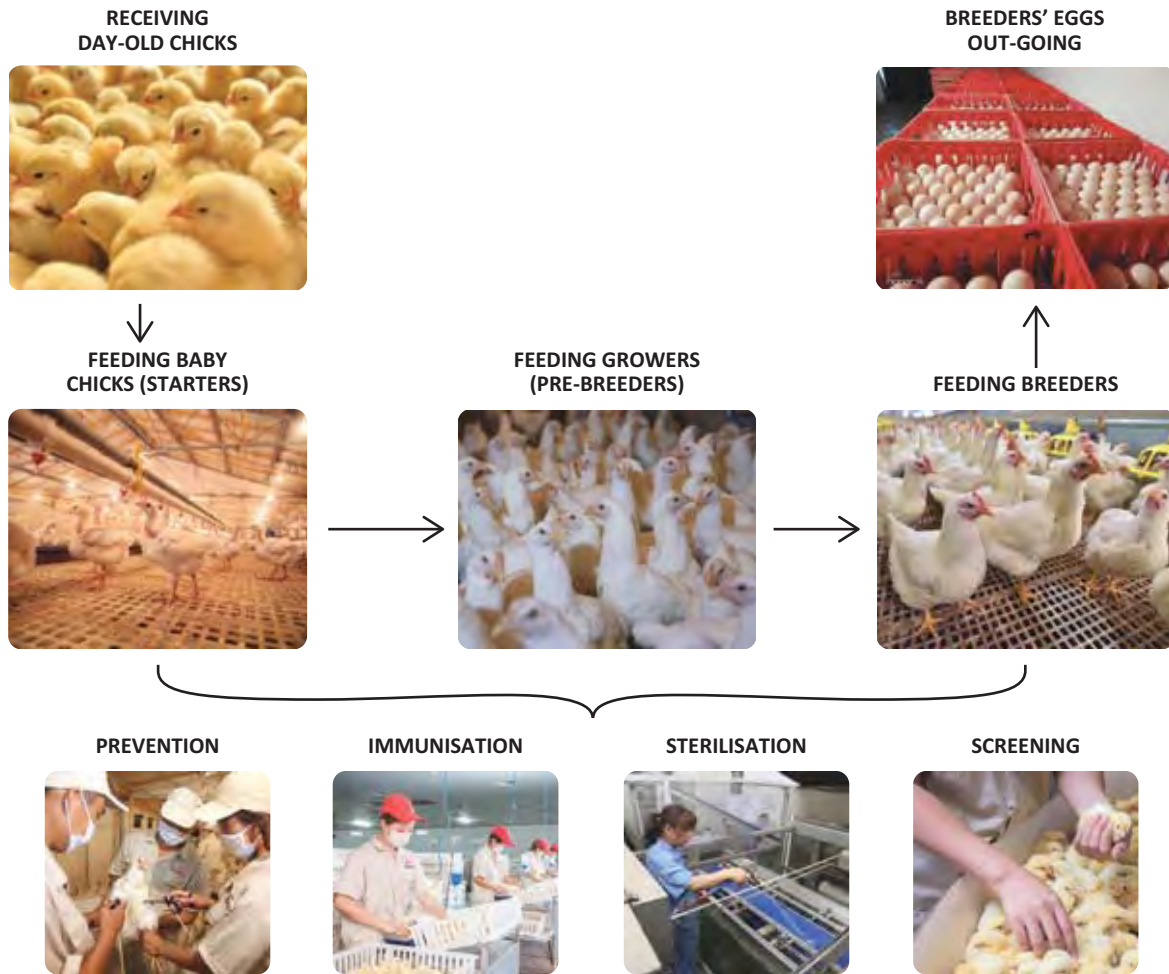 RECEIVING
DAY-OLD CHICKS
BREEDERS’ EGGS
OUT-GOING
FEEDING BABY
CHICKS (STARTERS)
FEEDING GROWERS
(PRE-BREEDERS)
FEEDING BREEDERS
PREVENTION
IMMUNISATION
STERILISATION
SCREENING